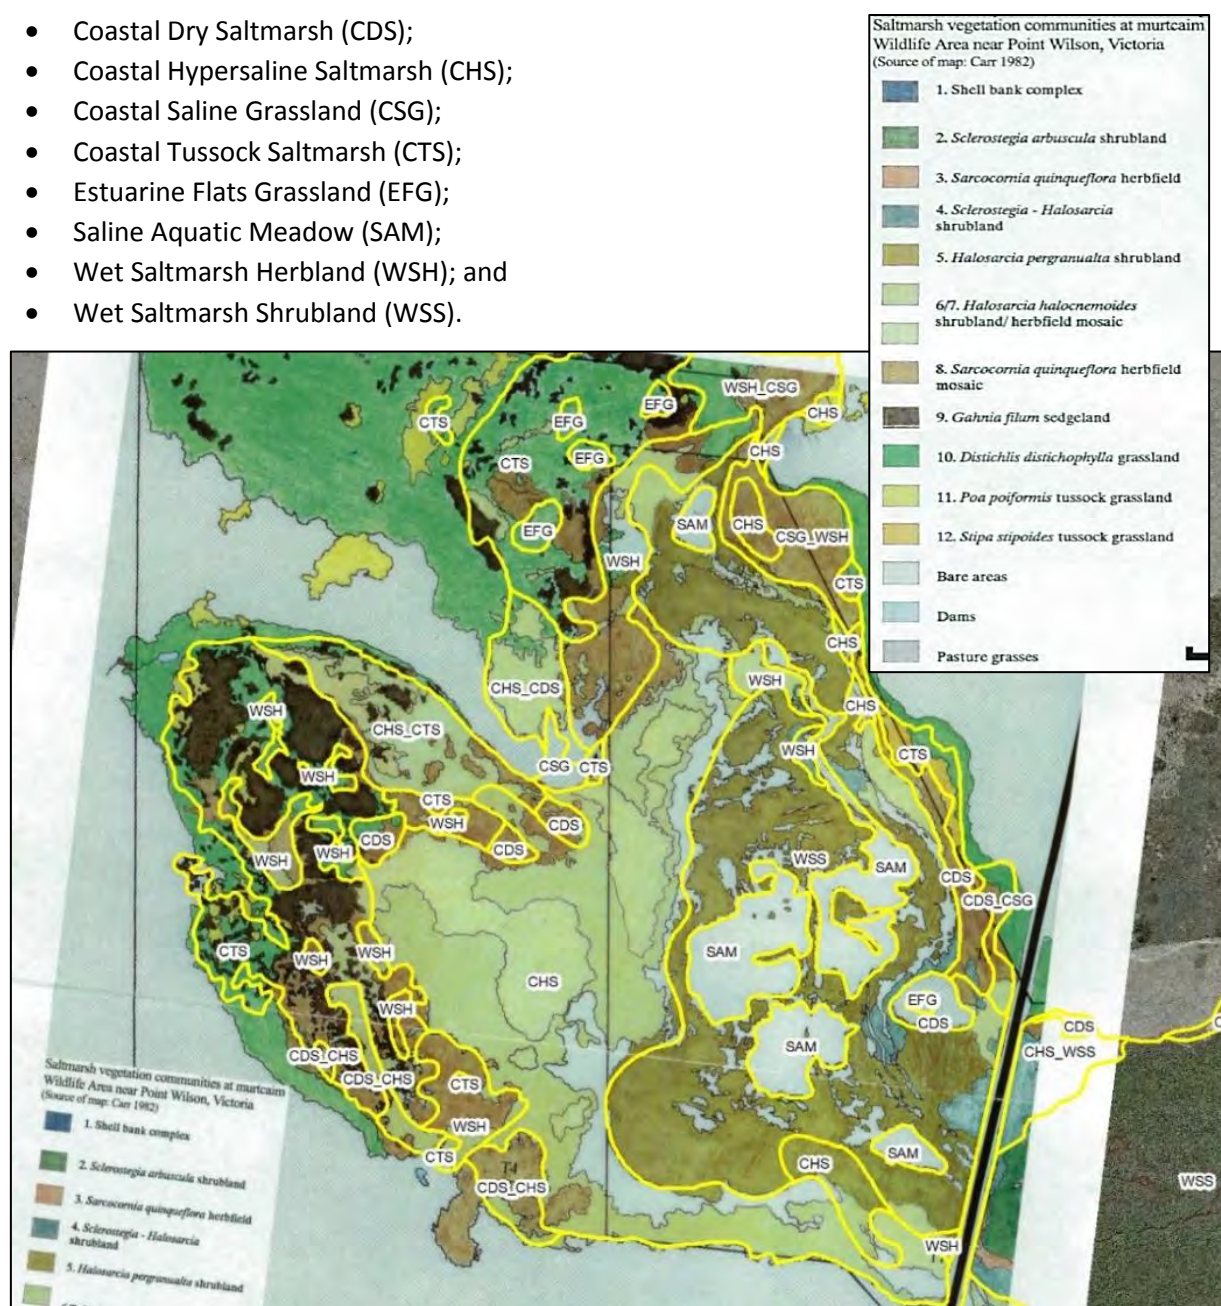 • Coastal Dry Saltmarsh (CDS);
• Coastal Hypersaline Saltmarsh (CHS);
• Coastal Saline Grassland (CSG);
• Coastal Tussock Saltmarsh (CTS);
• Estuarine Flats Grassland (EFG);
• Saline Aquatic Meadow (SAM);
• Wet Saltmarsh Herbland (WSH); and
• Wet Saltmarsh Shrubland (WSS).
Saltmarsh vegetation communities at murtcaim
Wildlife Area near Point Wilson, Victoria
(Source of map: Carr 1982)
1. Shell bank complex
2. Sclerostegia arbuscula shrubland
3. Sarcocornia quinqueflora herbfield
4. Sclerostegia - Halosarcia
shrubland
5. Halosarcia pergranualta shrubland
6/7. Halosarcia halocnemoides
shrubland/ herbfield mosaic
8. Sarcocornia quinqueflora herbfield
mosaic
9. Gahnia filum sedgeland
10. Distichlis distichophylla grassland
11. Poa poiformis tussock grassland
12. Stipa stipoides tussock grassland
Bare areas
Dams
Pasture grasses
WSH_CSG
CHS
EFG
CTS
EFG
CHS
EFG
CTS
SAM
CHS
EFG
CSG_WSH
WSH
CTS
CHS
WSH
CHS_CDS
CHS
WSH
CHS_CTS
WSH
CTS
CSG
CTS
WSH
CTS
WSH
CDS
CDS
WSH
CDS
WSH
WSS
SAM
CDS
CDS_CSG
CTS
WSH
WSH
SAM
CHS
EFG
CDS
WSH
CDS
SAM
CHS_WSS
CDS_CHS
CDS_CHS
CTS
WSH
CTS
SAM
CHS
T4
CDS_CHS
WSS
WSH
Saltmarsh vegetation communities at murtcaim
Wildlife Area near Point Wilson, Victoria
(Source of map: Carr 1982)
1. Shell bank complex
2. Sclerostegia arbuscula shrubland
3. Sarcocornia quinqueflora herbfield
4. Sclerostegia - Halosarcia
shrubland
5. Halosarcia pergranualta shrubland